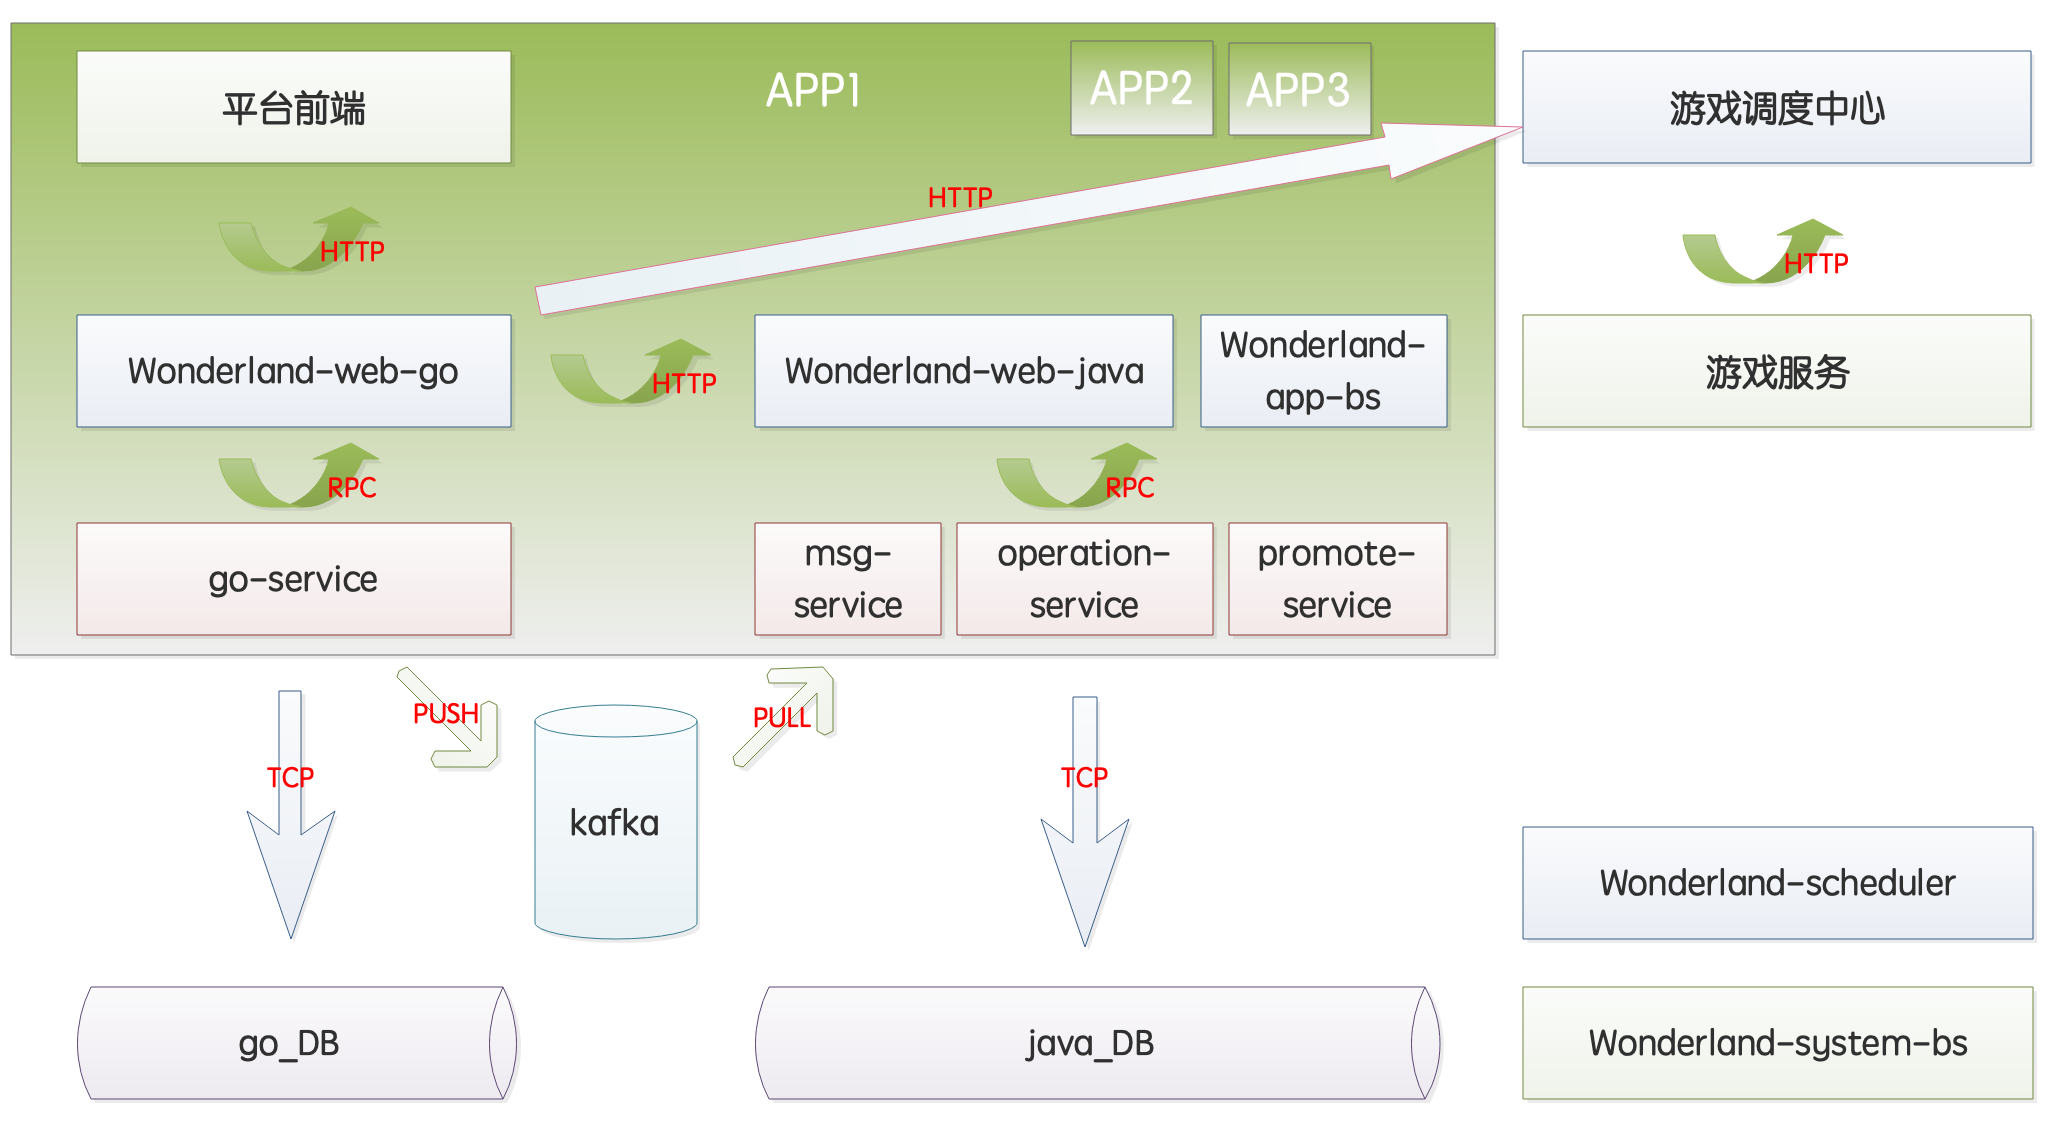 平台前端
APP1
APP2
APP3
游戏调度中心
HTTP
HTTP
HTTP
Wonderland-web-go
HTTP
Wonderland-web-java
Wonderland-
app-bs
游戏服务
RPC
RPC
go-service
msg-
service
operation-
service
promote-
service
PUSH
PULL
TCP
TCP
kafka
Wonderland-scheduler
go_DB
java_DB
Wonderland-system-bs